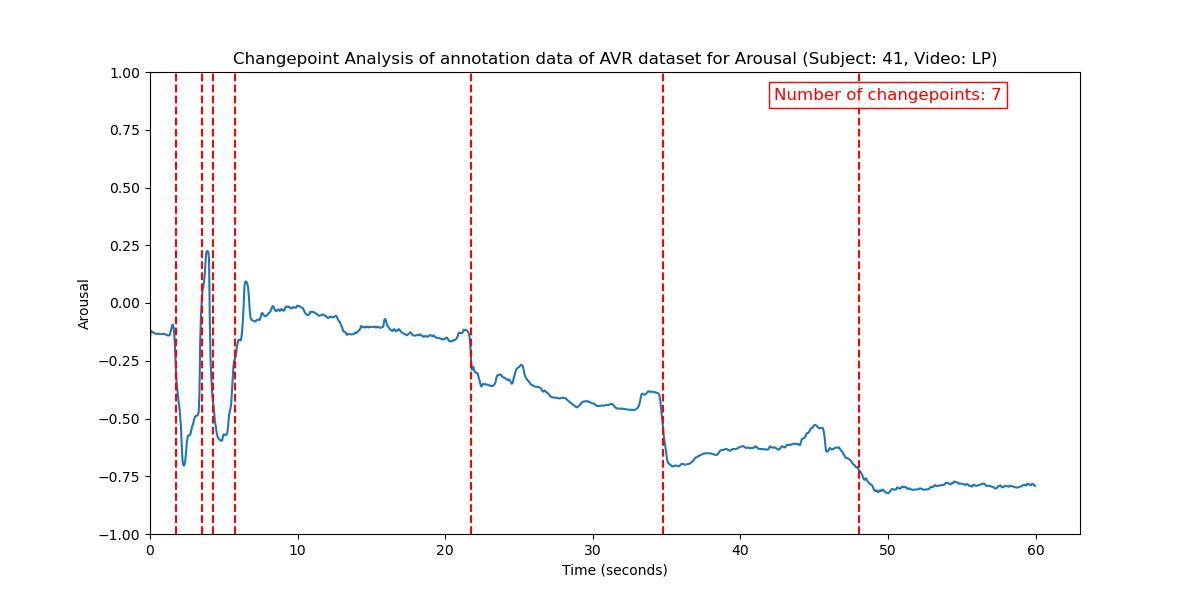 Changepoint Analysis of annotation data of AVR dataset for Arousal (Subject: 41, Video: LP)
Number of changepoints: 7
1.00
0.75
0.50
0.25
0.00
−0.25
−0.50
−0.75
−1.00
Arousal
0 10 20 30 40 50 60
Time (seconds)